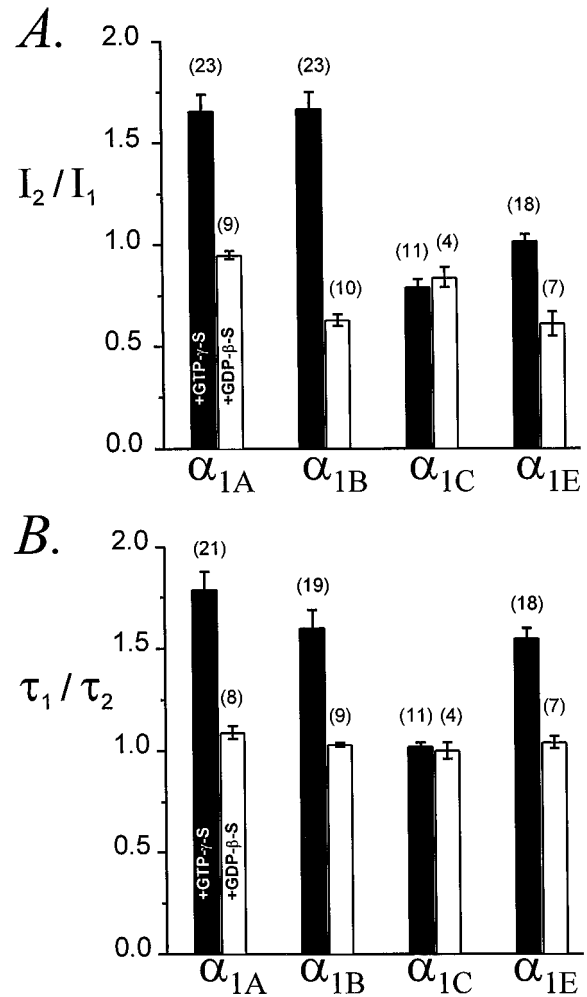 A.
2.0
(23)
(23)
1.5
I₂ / I₁
(9)
(18)
1.0
(11)
(4)
(10)
(7)
0.5
+GTP-γ-S
+GDP-β-S
0.0
α₁A α₁B α₁C α₁E
B.
2.0
(21)
(19)
(18)
1.5
τ₁ / τ₂
(8)
(9)
(11)
(4)
(7)
1.0
0.5
+GTP-γ-S
+GDP-β-S
0.0
α₁A α₁B α₁C α₁E